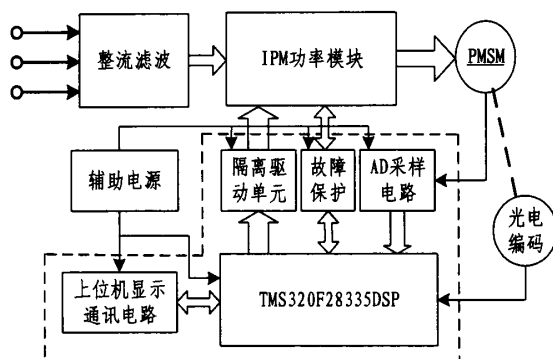 整流滤波
IPM功率模块
PMSM
辅助电源
隔离驱
动单元
故障
保护
AD采样
电路
光电
编码
上位机显示
通讯电路
TMS320F28335DSP